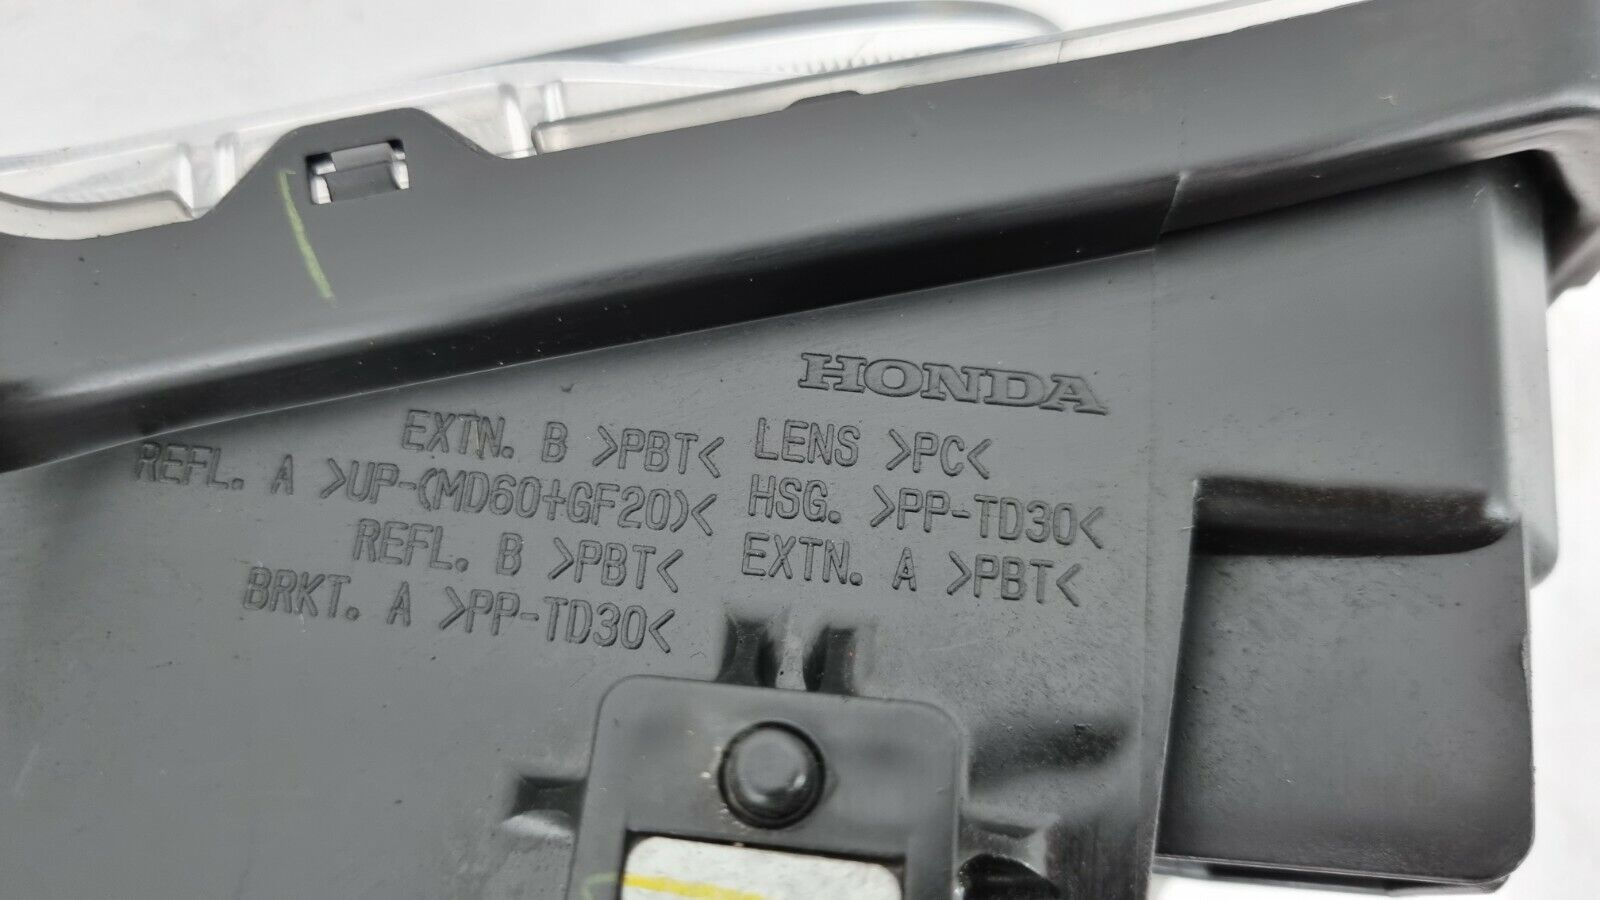 HONDA
EXTN. B >PBT< LENS >PC<
REFL. A >UP-(MD60+GF20)< HSG. >PP-TD30<
REFL. B >PBT< EXTN. A >PBT<
BRKT. A >PP-TD30<